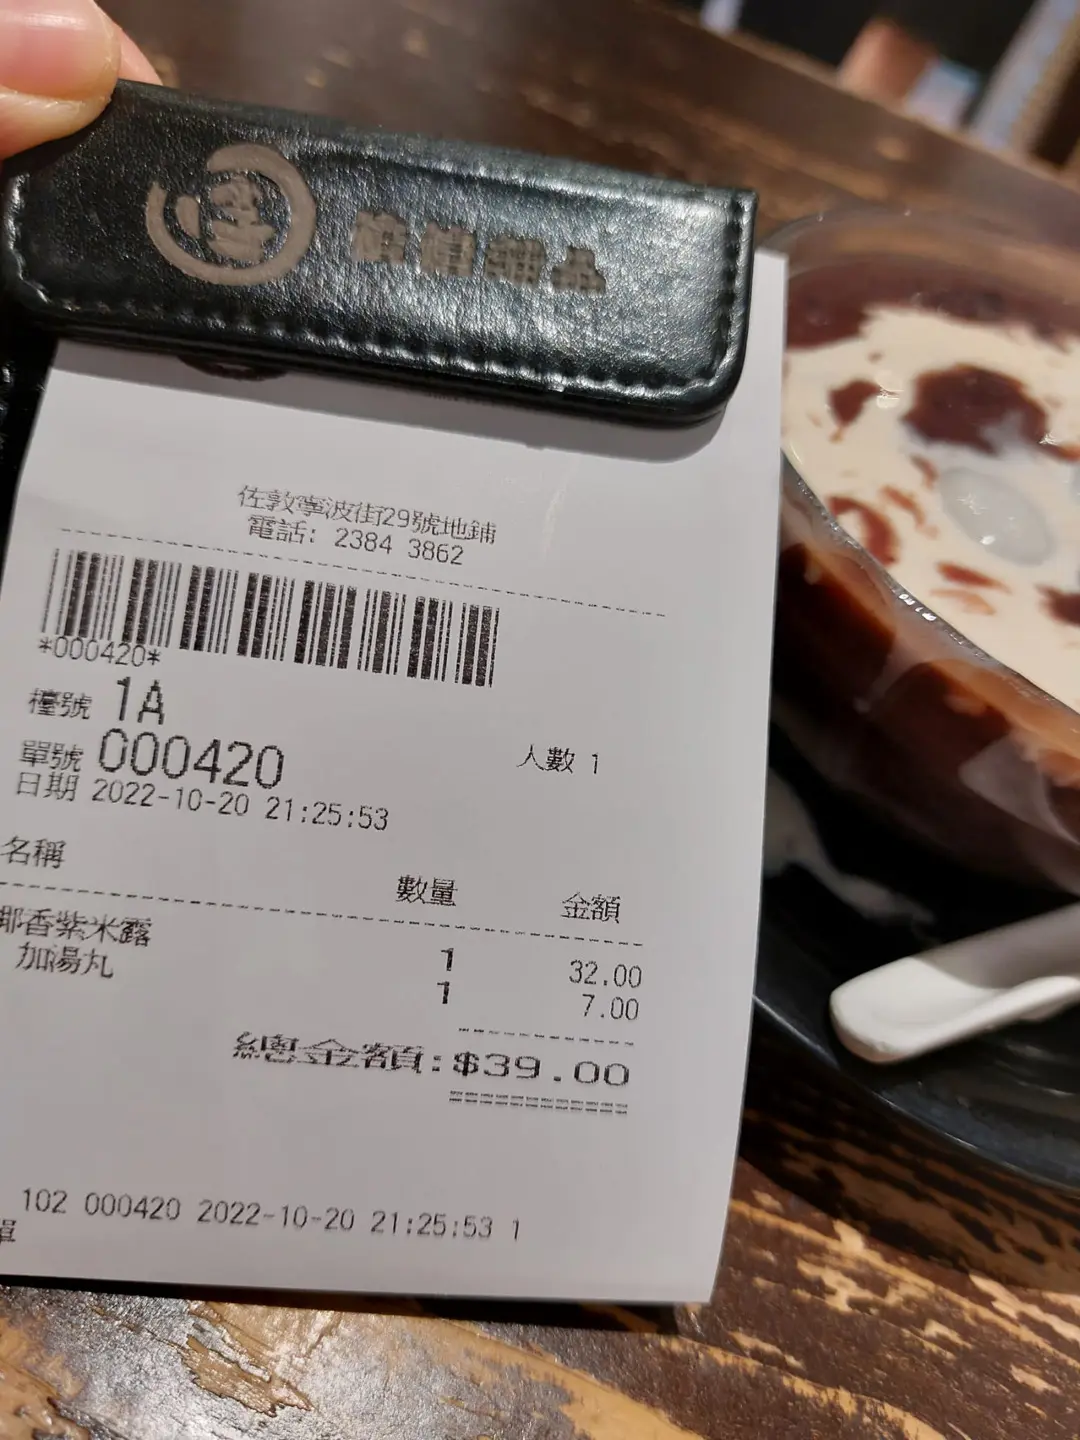 甜品
佐敦寧波街29號地鋪
電話: 2384 3862
*000420*
檯號 1A
單號 000420
人數 1
日期 2022-10-20 21:25:53
名稱 數量 金額
椰香紫米露 1 32.00
加湯丸 1 7.00
總金額:$39.00
102 000420 2022-10-20 21:25:53 1
單